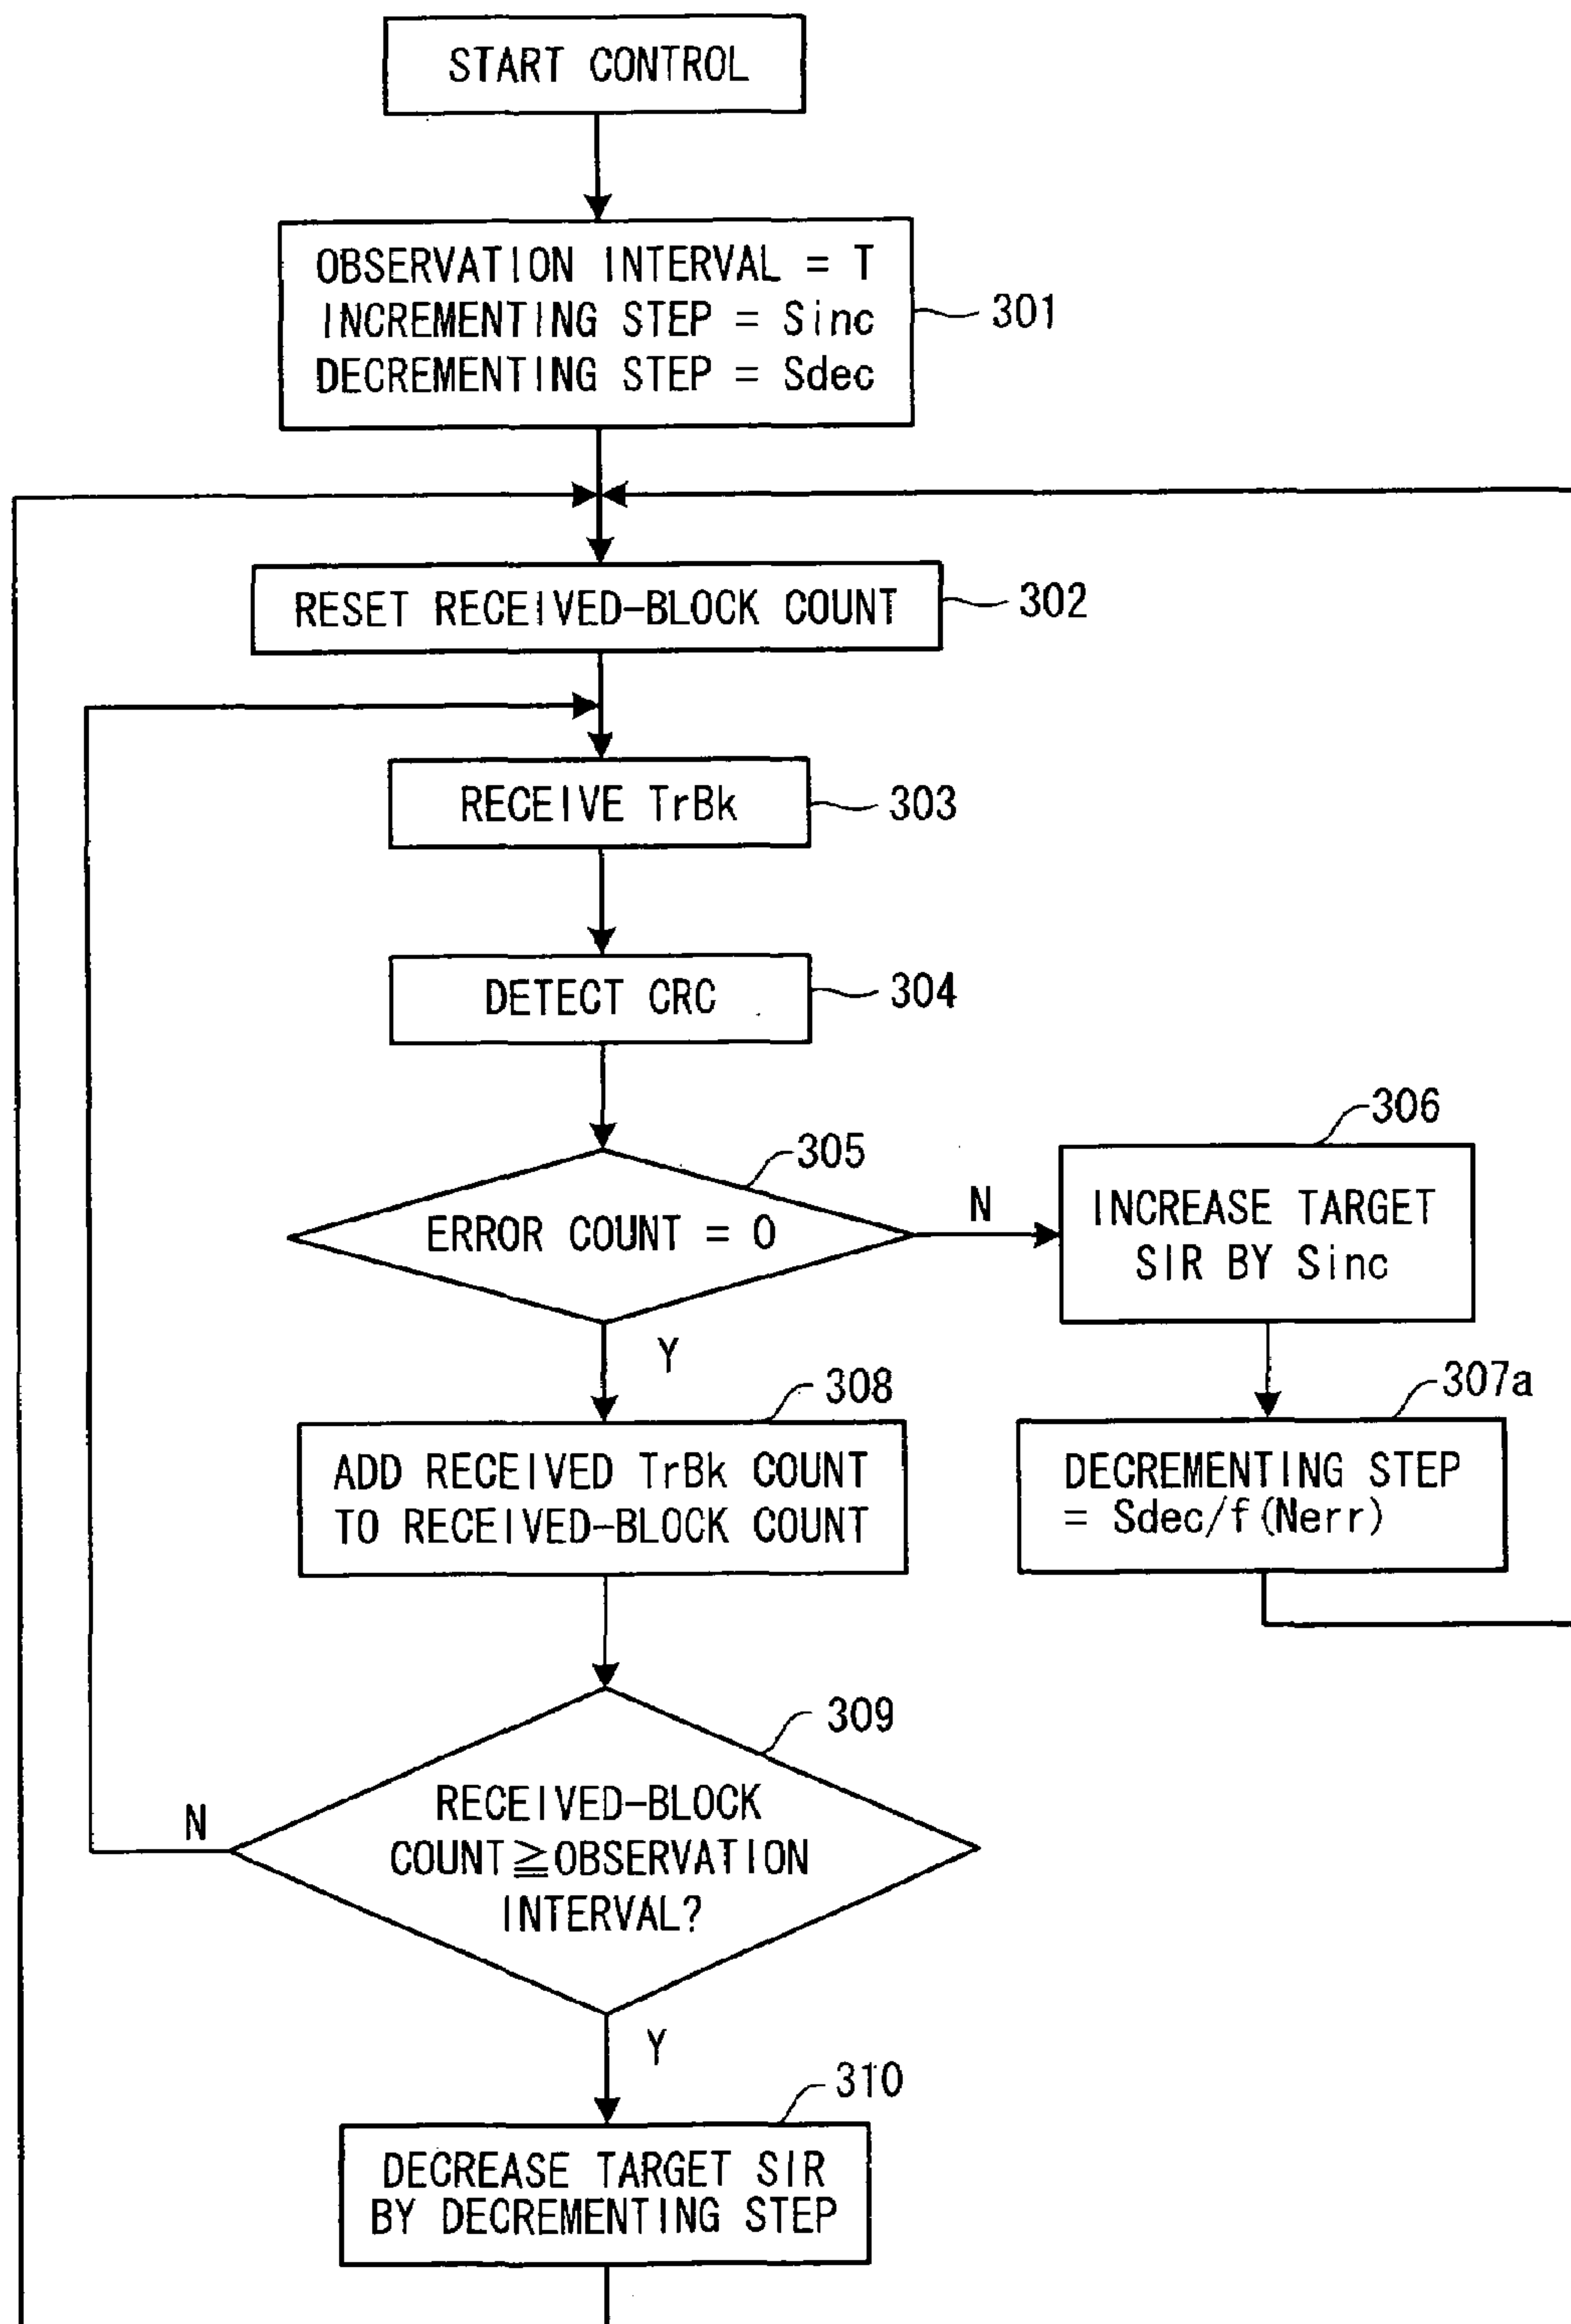 START CONTROL
OBSERVATION INTERVAL = T
INCREMENTING STEP = Sinc
DECREMENTING STEP = Sdec
301
RESET RECEIVED-BLOCK COUNT
302
RECEIVE TrBk
303
DETECT CRC
304
305
ERROR COUNT = 0
N
Y
306
INCREASE TARGET
SIR BY Sinc
307a
DECREMENTING STEP
= Sdec/f(Nerr)
308
ADD RECEIVED TrBk COUNT
TO RECEIVED-BLOCK COUNT
309
RECEIVED-BLOCK
COUNT≧OBSERVATION
INTERVAL?
N
Y
310
DECREASE TARGET SIR
BY DECREMENTING STEP